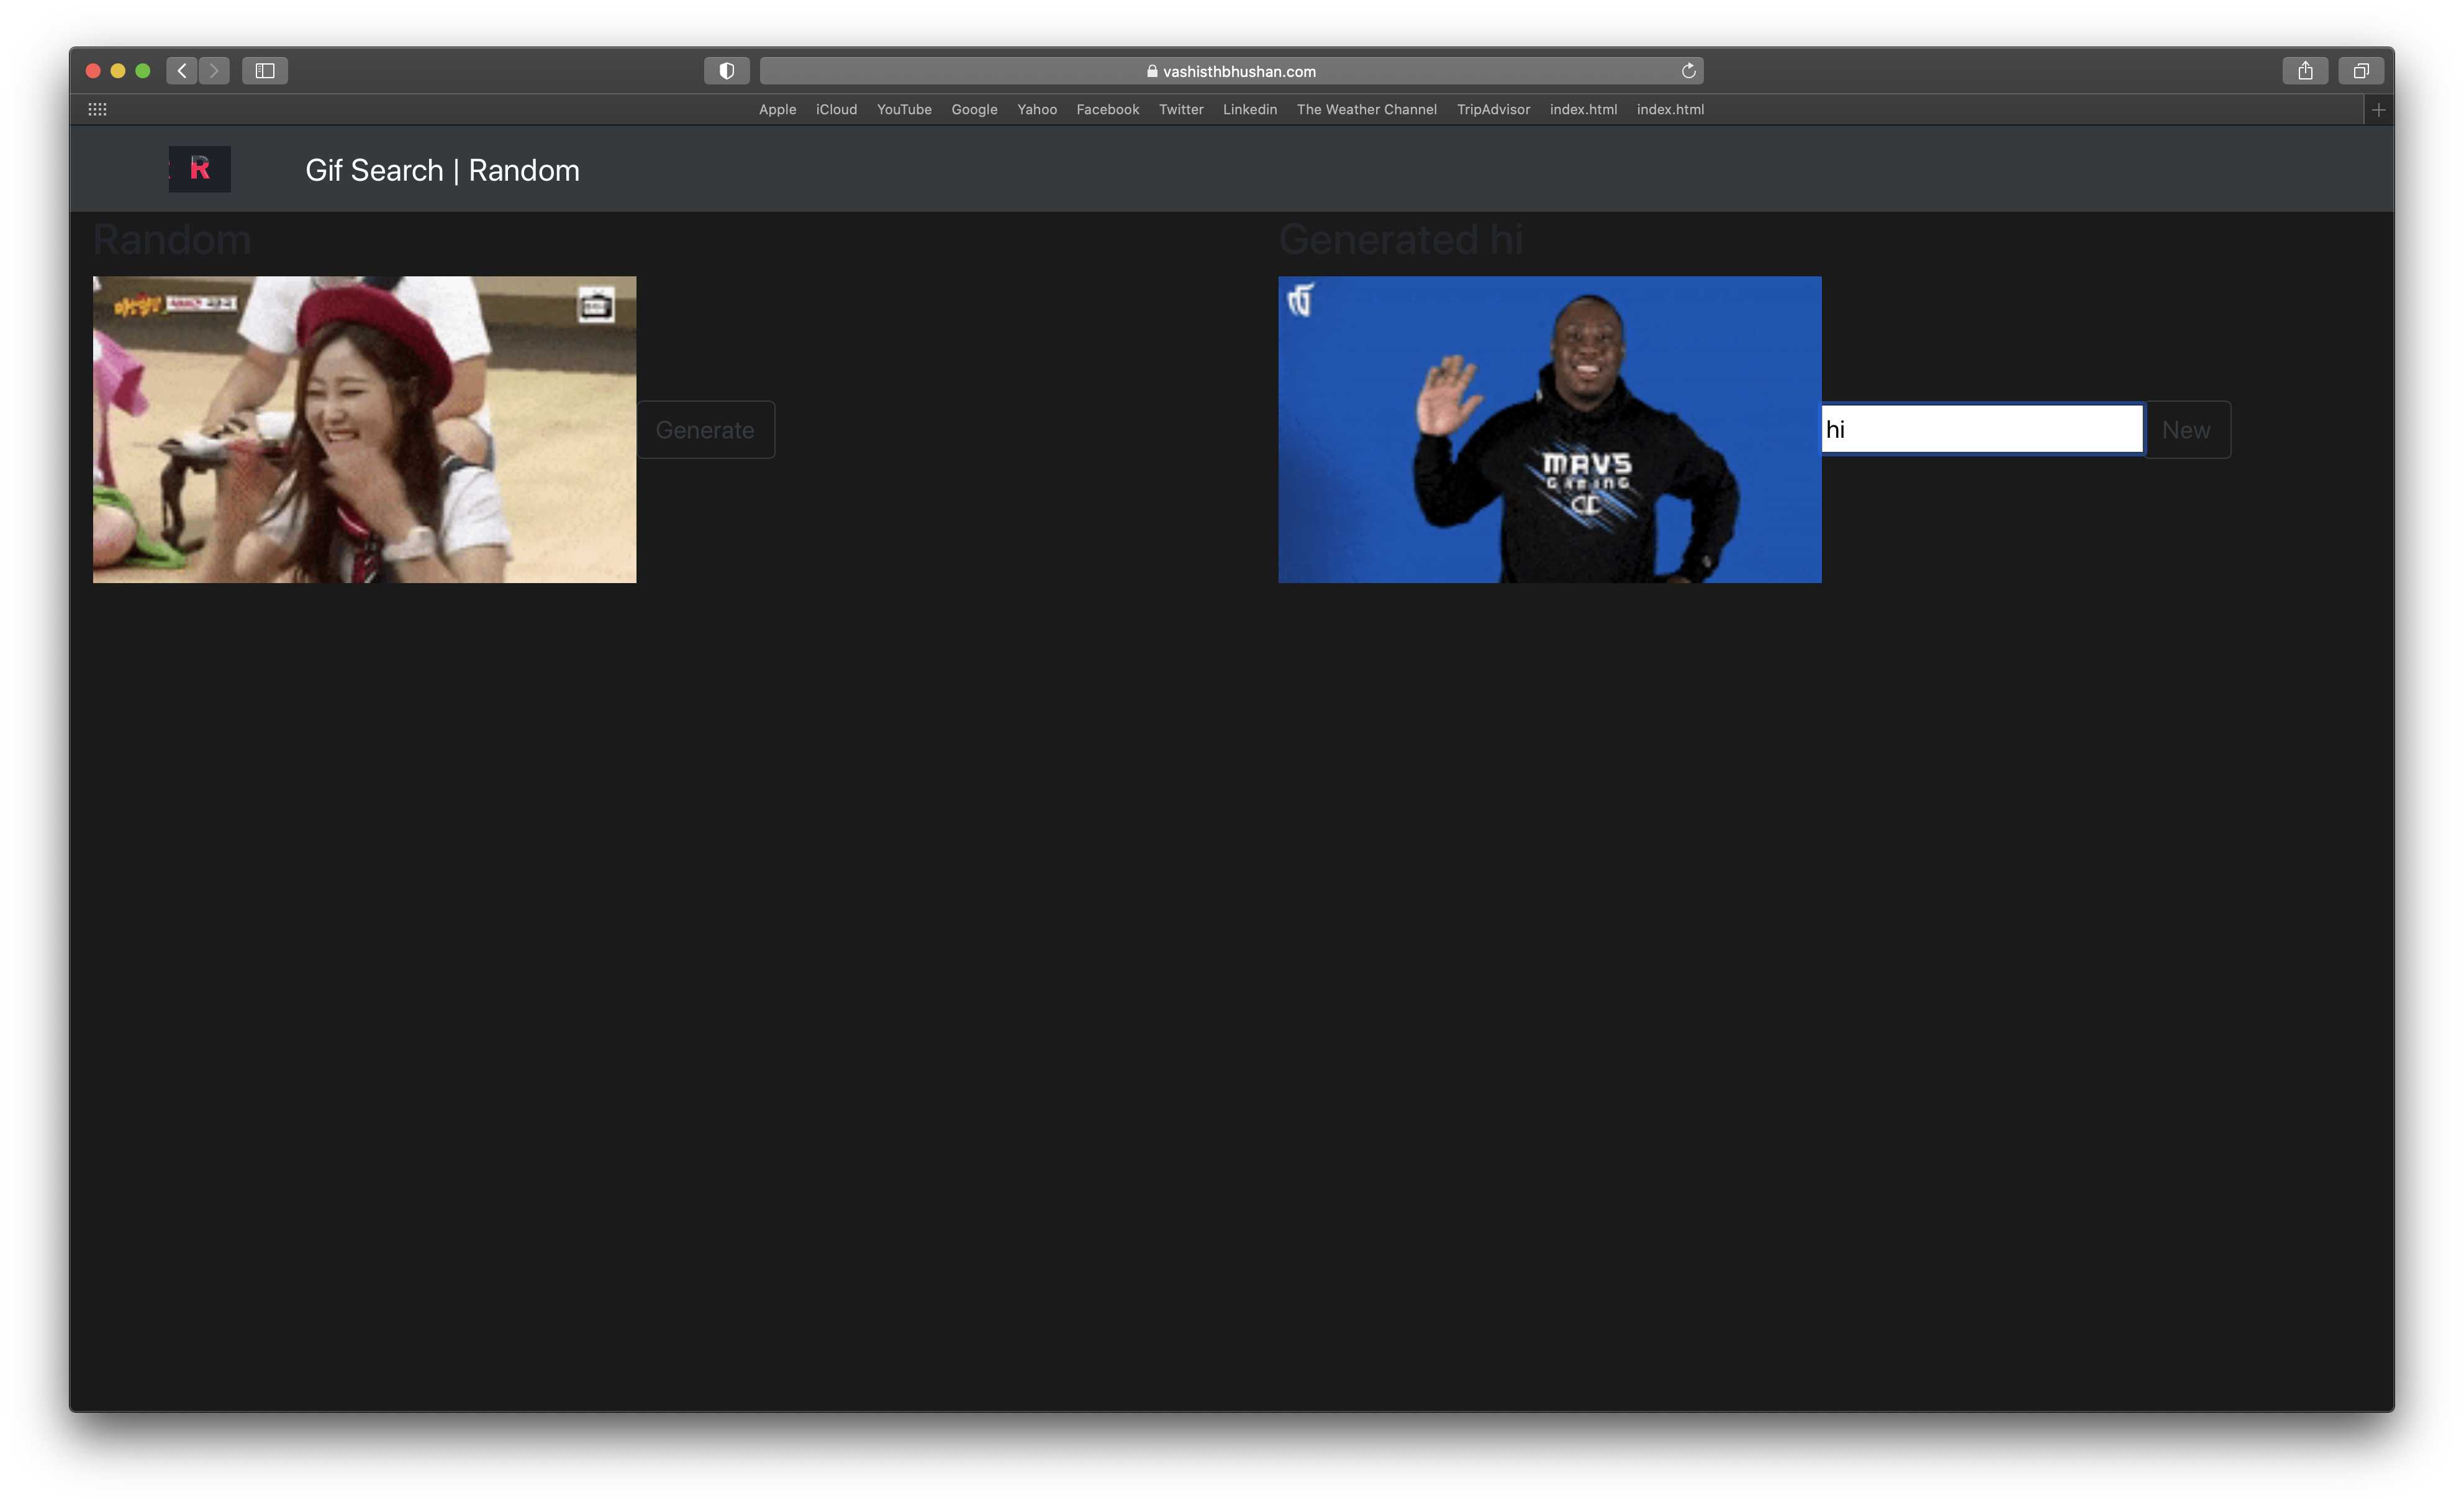 vashisthbhushan.com
Apple iCloud YouTube Google Yahoo Facebook Twitter Linkedin The Weather Channel TripAdvisor index.html index.html
R
Gif Search | Random
Random
Generated hi
Generate
MAVS
GAMING
hi
New